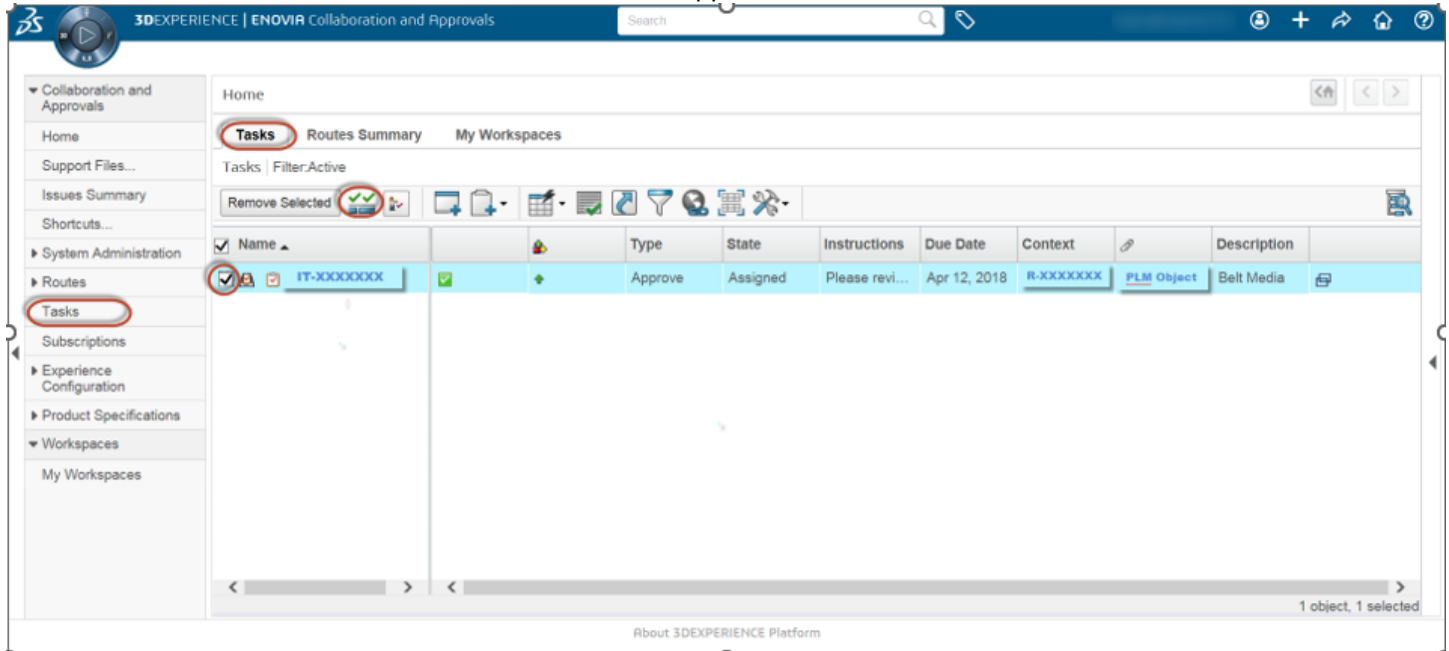 3DEXPERIENCE | ENOVIA Collaboration and Approvals
Search
Collaboration and
Approvals
Home
Support Files...
Issues Summary
Shortcuts...
System Administration
Routes
Tasks
Subscriptions
Experience
Configuration
Product Specifications
Workspaces
My Workspaces
Home
Tasks Routes Summary My Workspaces
Tasks | Filter:Active
Remove Selected
Name Type State Instructions Due Date Context Description
IT-XXXXXXX Approve Assigned Please revi... Apr 12, 2018 R-XXXXXXX PLM Object Belt Media
1 object, 1 selected
About 3DEXPERIENCE Platform